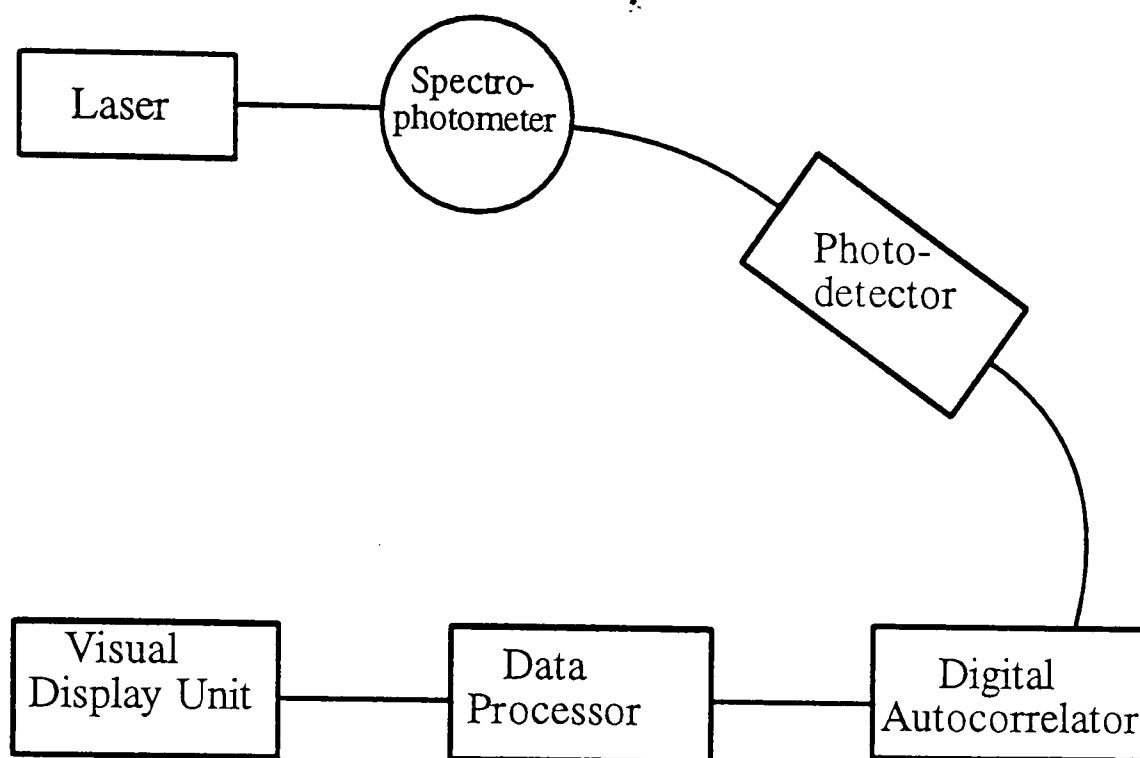 Laser
Spectro-
photometer
Photo-
detector
Visual
Display Unit
Data
Processor
Digital
Autocorrelator